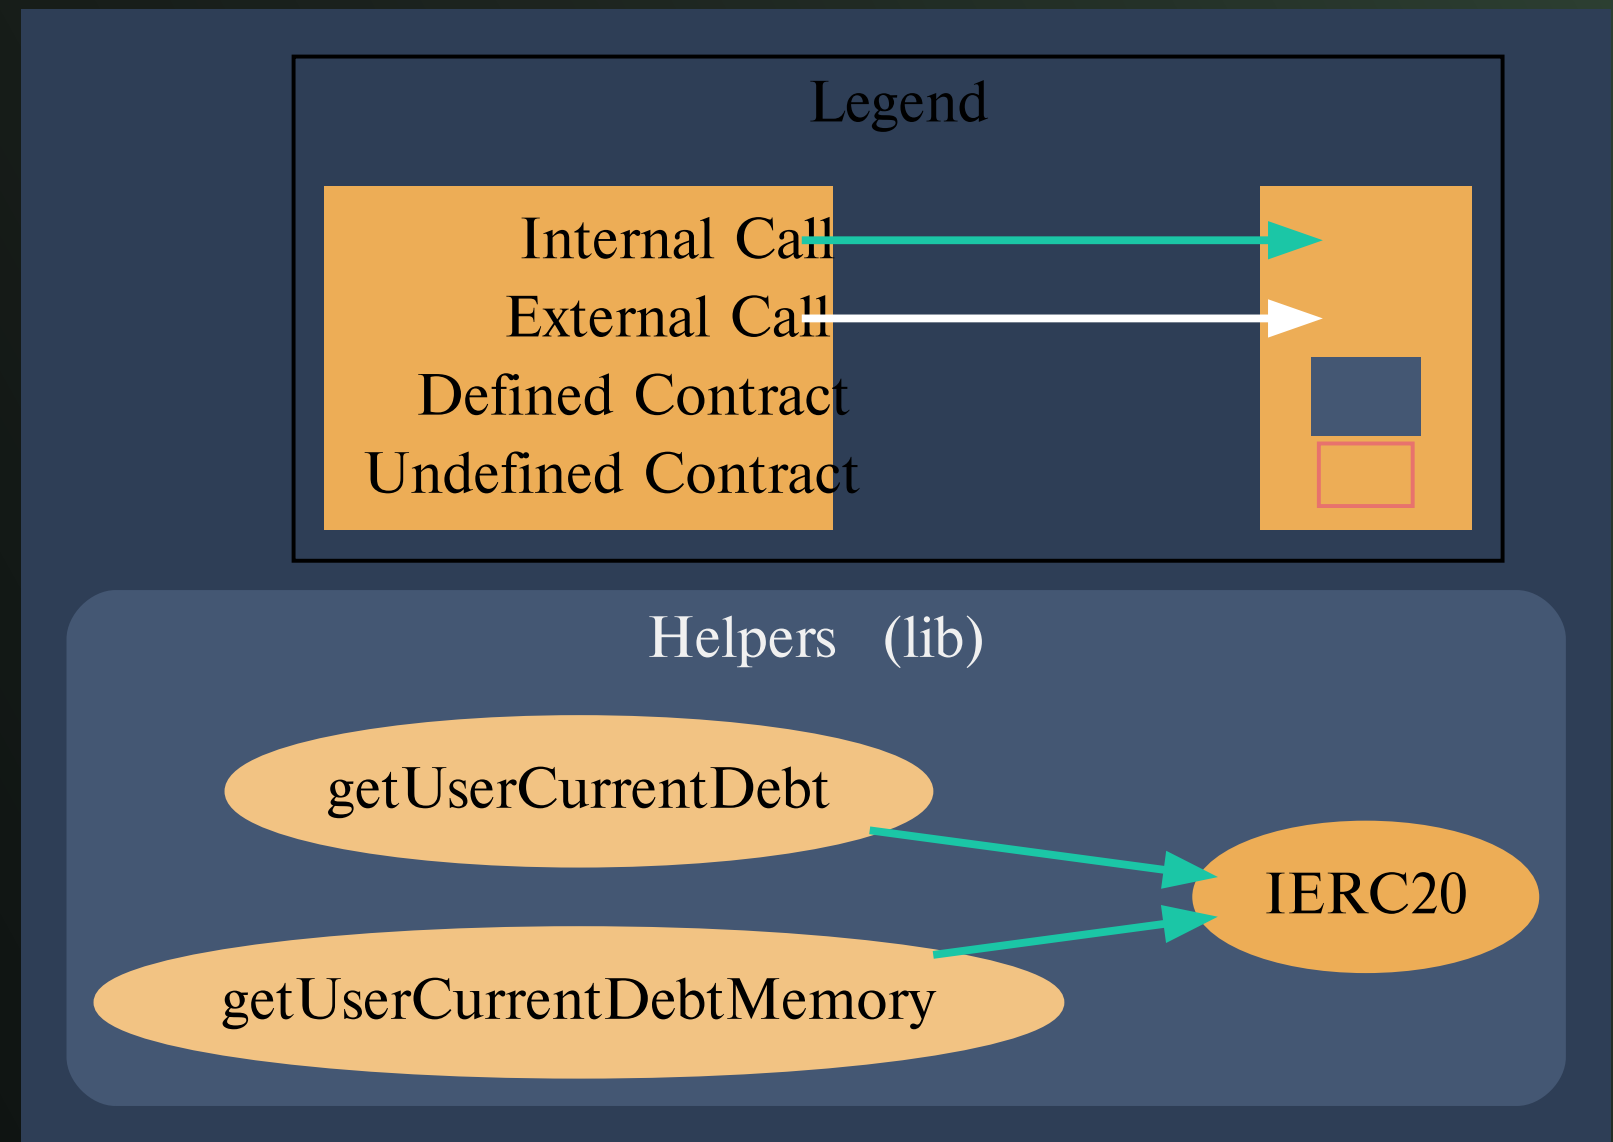 Legend
Internal Call
External Call
Defined Contract
Undefined Contract
Helpers (lib)
getUserCurrentDebt
IERC20
getUserCurrentDebtMemory